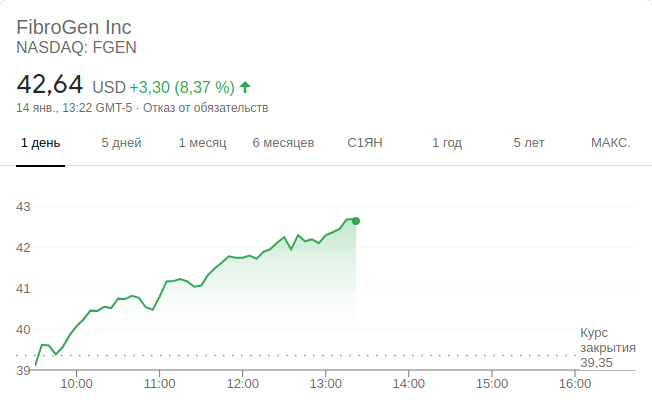 FibroGen Inc
NASDAQ: FGEN
42,64 USD +3,30 (8,37 %)
14 янв., 13:22 GMT-5 · Отказ от обязательств
1 день 5 дней 1 месяц 6 месяцев С1ЯН 1 год 5 лет МАКС.
43
42
41
40
Курс
закрытия
39,35
39
10:00 11:00 12:00 13:00 14:00 15:00 16:00